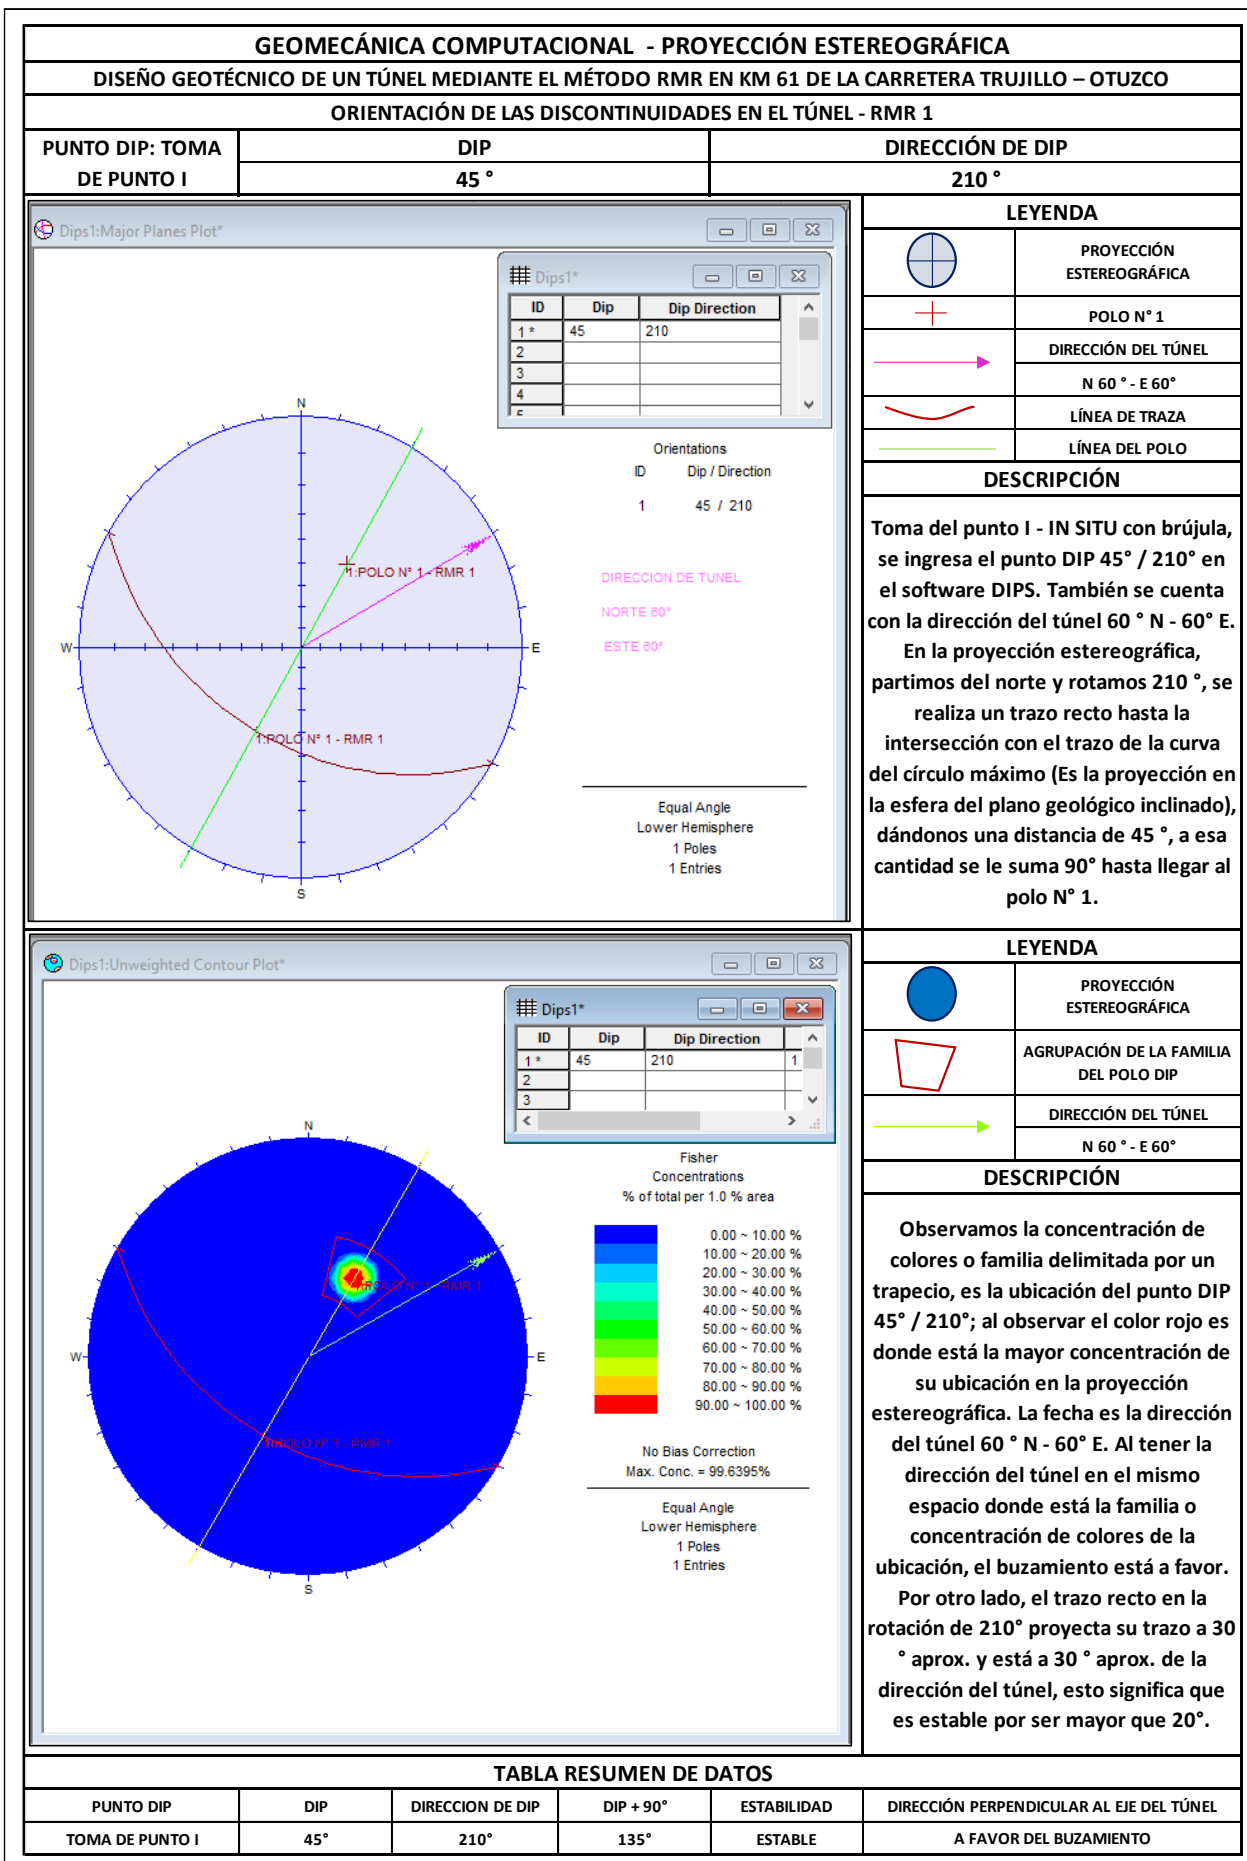 GEOMECÁNICA COMPUTACIONAL - PROYECCIÓN ESTEREOGRÁFICA
DISEÑO GEOTÉCNICO DE UN TÚNEL MEDIANTE EL MÉTODO RMR EN KM 61 DE LA CARRETERA TRUJILLO – OTUZCO
ORIENTACIÓN DE LAS DISCONTINUIDADES EN EL TÚNEL - RMR 1
PUNTO DIP: TOMA DE PUNTO I
DIP
DIRECCIÓN DE DIP
45 °
210 °
Dips1:Major Planes Plot*
Dips1*
ID Dip Dip Direction
1 * 45 210
2
3
4
5
N
W
E
S
1:POLO N° 1 - RMR 1
1:POLO N° 1 - RMR 1
Orientations
ID Dip / Direction
1 45 / 210
DIRECCION DE TUNEL
NORTE 60°
ESTE 60°
Equal Angle
Lower Hemisphere
1 Poles
1 Entries
LEYENDA
PROYECCIÓN
ESTEREOGRÁFICA
POLO N° 1
DIRECCIÓN DEL TÚNEL
N 60 ° - E 60°
LÍNEA DE TRAZA
LÍNEA DEL POLO
DESCRIPCIÓN
Toma del punto I - IN SITU con brújula,
se ingresa el punto DIP 45° / 210° en
el software DIPS. También se cuenta
con la dirección del túnel 60 ° N - 60° E.
En la proyección estereográfica,
partimos del norte y rotamos 210 °, se
realiza un trazo recto hasta la
intersección con el trazo de la curva
del círculo máximo (Es la proyección en
la esfera del plano geológico inclinado),
dándonos una distancia de 45 °, a esa
cantidad se le suma 90° hasta llegar al
polo N° 1.
Dips1:Unweighted Contour Plot*
Dips1*
ID Dip Dip Direction
1 * 45 210 1
2
3
N
W
E
S
1:POLO N° 1 - RMR 1
1:POLO N° 1 - RMR 1
Fisher
Concentrations
% of total per 1.0 % area
0.00 ~ 10.00 %
10.00 ~ 20.00 %
20.00 ~ 30.00 %
30.00 ~ 40.00 %
40.00 ~ 50.00 %
50.00 ~ 60.00 %
60.00 ~ 70.00 %
70.00 ~ 80.00 %
80.00 ~ 90.00 %
90.00 ~ 100.00 %
No Bias Correction
Max. Conc. = 99.6395%
Equal Angle
Lower Hemisphere
1 Poles
1 Entries
LEYENDA
PROYECCIÓN
ESTEREOGRÁFICA
AGRUPACIÓN DE LA FAMILIA
DEL POLO DIP
DIRECCIÓN DEL TÚNEL
N 60 ° - E 60°
DESCRIPCIÓN
Observamos la concentración de
colores o familia delimitada por un
trapecio, es la ubicación del punto DIP
45° / 210°; al observar el color rojo es
donde está la mayor concentración de
su ubicación en la proyección
estereográfica. La fecha es la dirección
del túnel 60 ° N - 60° E. Al tener la
dirección del túnel en el mismo
espacio donde está la familia o
concentración de colores de la
ubicación, el buzamiento está a favor.
Por otro lado, el trazo recto en la
rotación de 210° proyecta su trazo a 30
° aprox. y está a 30 ° aprox. de la
dirección del túnel, esto significa que
es estable por ser mayor que 20°.
TABLA RESUMEN DE DATOS
PUNTO DIP DIP DIRECCION DE DIP DIP + 90° ESTABILIDAD DIRECCIÓN PERPENDICULAR AL EJE DEL TÚNEL
TOMA DE PUNTO I 45° 210° 135° ESTABLE A FAVOR DEL BUZAMIENTO